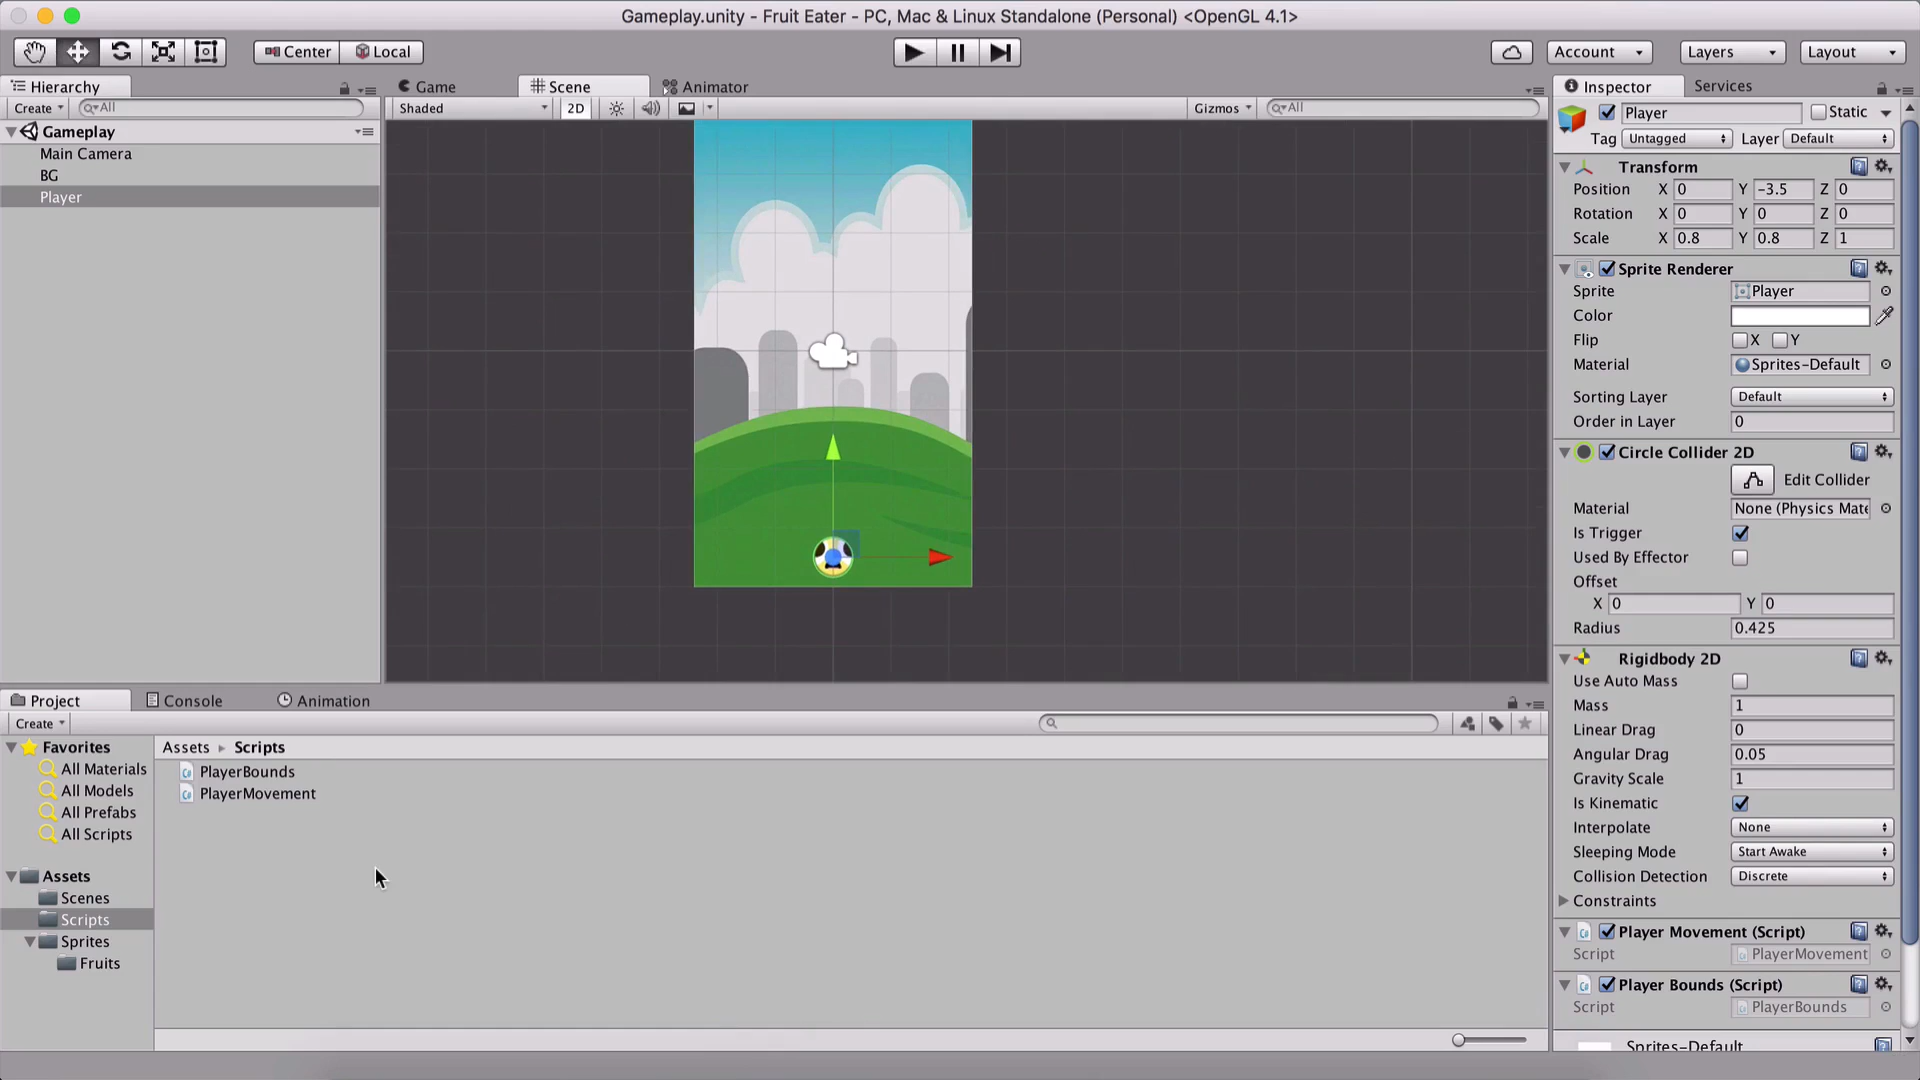 Gameplay.unity - Fruit Eater - PC, Mac & Linux Standalone (Personal) <OpenGL 4.1>
Center Local
Account Layers Layout
Hierarchy
Create All
Gameplay
Main Camera
BG
Player
Game Scene Animator
Shaded 2D Gizmos All
Inspector Services
Player Static
Tag Untagged Layer Default
Transform
Position X 0 Y -3.5 Z 0
Rotation X 0 Y 0 Z 0
Scale X 0.8 Y 0.8 Z 1
Sprite Renderer
Sprite Player
Color
Flip X Y
Material Sprites-Default
Sorting Layer Default
Order in Layer 0
Circle Collider 2D
Edit Collider
Material None (Physics Mate
Is Trigger
Used By Effector
Offset
X 0 Y 0
Radius 0.425
Rigidbody 2D
Use Auto Mass
Mass 1
Linear Drag 0
Angular Drag 0.05
Gravity Scale 1
Is Kinematic
Interpolate None
Sleeping Mode Start Awake
Collision Detection Discrete
Constraints
Player Movement (Script)
Script PlayerMovement
Player Bounds (Script)
Script PlayerBounds
Sprites-Default
Project Console Animation
Create
Favorites
All Materials
All Models
All Prefabs
All Scripts
Assets
Scenes
Scripts
Sprites
Fruits
Assets Scripts
PlayerBounds
PlayerMovement